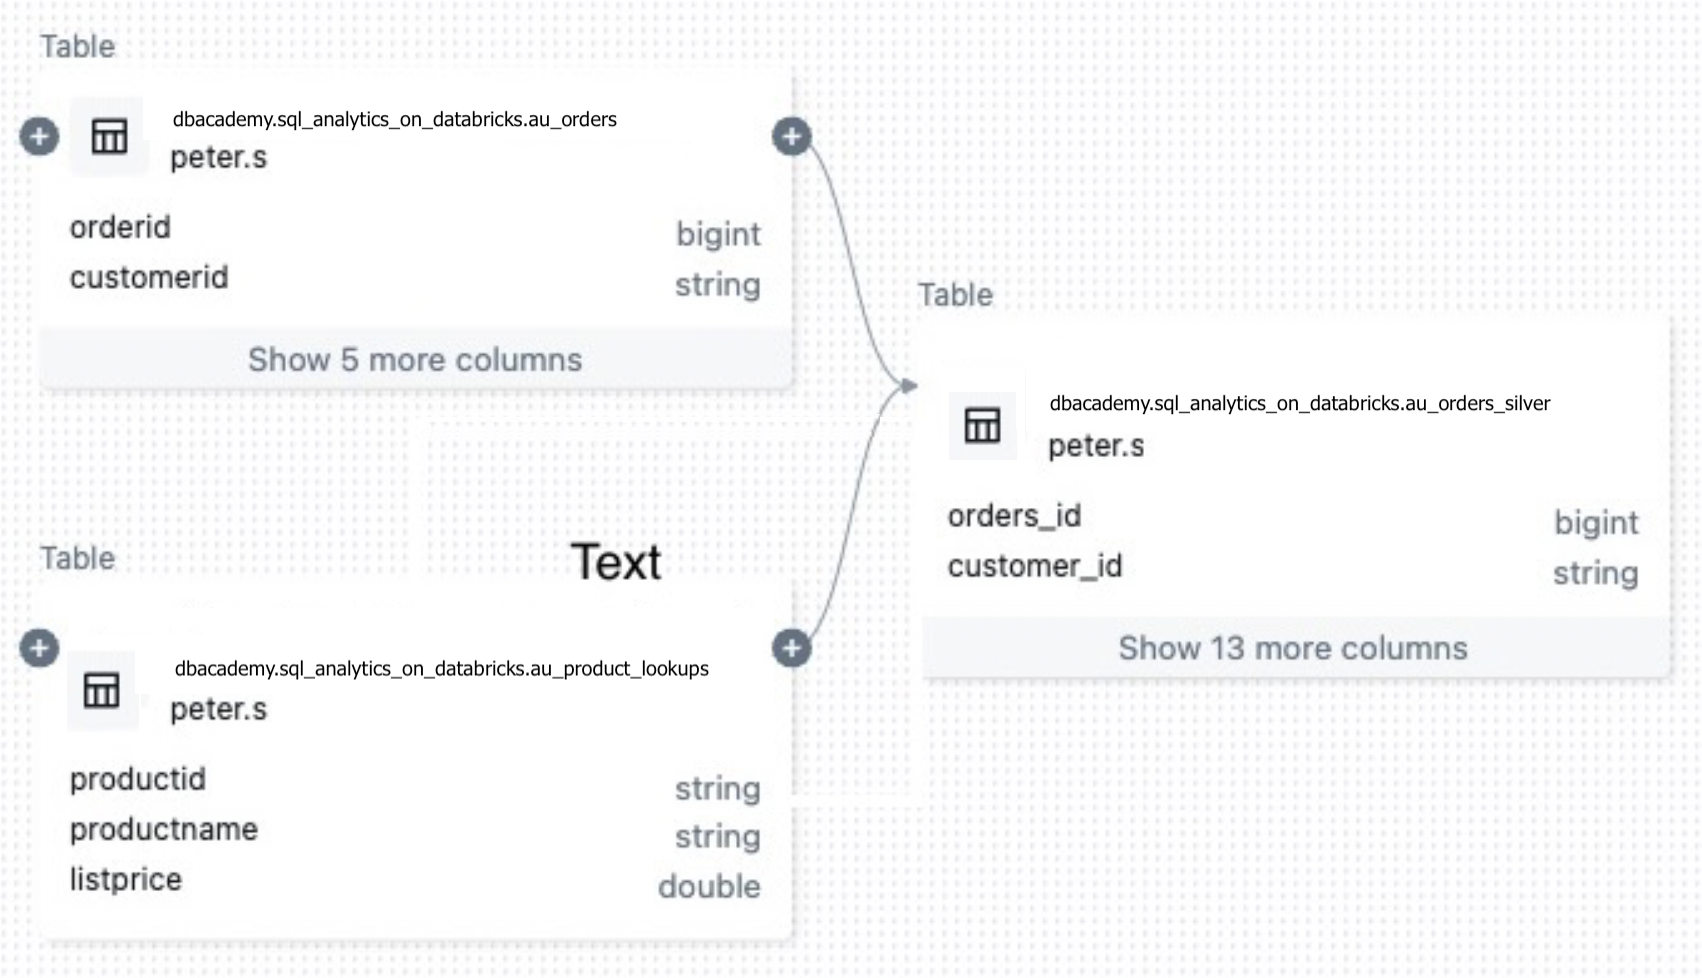 Table
dbacademy.sql_analytics_on_databricks.au_orders
peter.s
orderid bigint
customerid string
Show 5 more columns
Table
dbacademy.sql_analytics_on_databricks.au_orders_silver
peter.s
orders_id bigint
customer_id string
Show 13 more columns
Text
Table
dbacademy.sql_analytics_on_databricks.au_product_lookups
peter.s
productid string
productname string
listprice double